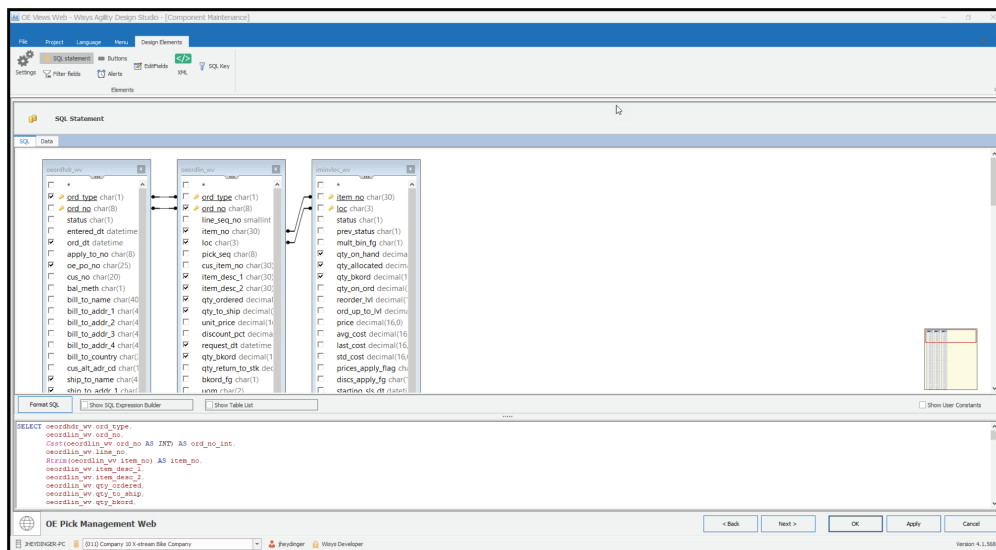 OE Views Web - Wisys Agility Design Studio - [Component Maintenance]
File Project Language Menu Design Elements
Settings
SQL statement
Filter fields
Buttons
Alerts
EditFields
XML
SQL Key
Elements
SQL Statement
SQL Data
oeordhdr_wv
*
ord_type char(1)
ord_no char(8)
status char(1)
entered_dt datetime
ord_dt datetime
apply_to_no char(8)
oe_po_no char(25)
cus_no char(20)
bal_meth char(1)
bill_to_name char(40
bill_to_addr_1 char(4
bill_to_addr_2 char(4
bill_to_addr_3 char(4
bill_to_addr_4 char(4
bill_to_country char(
cus_alt_adr_cd char(1
ship_to_name char(4
ship_to_addr_1 char(
oeordlin_wv
*
ord_type char(1)
ord_no char(8)
line_seq_no smallint
item_no char(30)
loc char(3)
pick_seq char(8)
cus_item_no char(30)
item_desc_1 char(30)
item_desc_2 char(30)
qty_ordered decimal
qty_to_ship decimal(
unit_price decimal(1
discount_pct decima
request_dt datetime
qty_bkord decimal(1
qty_return_to_stk dec
bkord_fg char(1)
uom char(2)
iminvloc_wv
*
item_no char(30)
loc char(3)
status char(1)
prev_status char(1)
mult_bin_fg char(1)
qty_on_hand decima
qty_allocated decima
qty_bkord decimal(1
qty_on_ord decimal(
reorder_lvl decimal(
ord_up_to_lvl decima
price decimal(16,0)
avg_cost decimal(16
last_cost decimal(16,
std_cost decimal(16,
prices_apply_flag ch
discs_apply_fg char(
starting_sls_dt dateti
Format SQL
Show SQL Expression Builder
Show Table List
Show User Constants
SELECT oeordhdr_wv.ord_type,
oeordlin_wv.ord_no,
Cast(oeordlin_wv.ord_no AS INT) AS ord_no_int,
oeordlin_wv.line_no,
Rtrim(oeordlin_wv.item_no) AS item_no,
oeordlin_wv.item_desc_1,
oeordlin_wv.item_desc_2,
oeordlin_wv.qty_ordered,
oeordlin_wv.qty_to_ship,
oeordlin_wv.qty_bkord,
OE Pick Management Web
< Back Next > OK Apply Cancel
JHEYDINGER-PC (011) Company 10 X-stream Bike Company jheydinger Wisys Developer Version 4.1.568